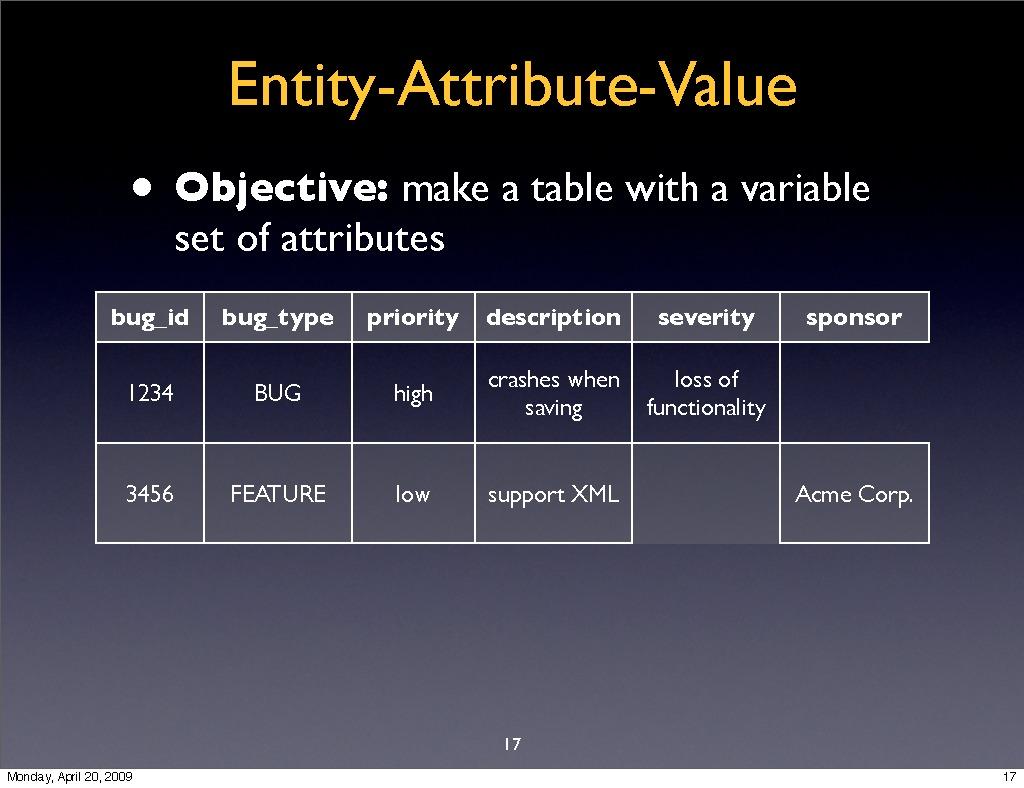 Entity-Attribute-Value
• Objective: make a table with a variable
set of attributes
bug_id bug_type priority description severity sponsor
1234 BUG high crashes when saving loss of functionality
3456 FEATURE low support XML Acme Corp.
17
Monday, April 20, 2009 17